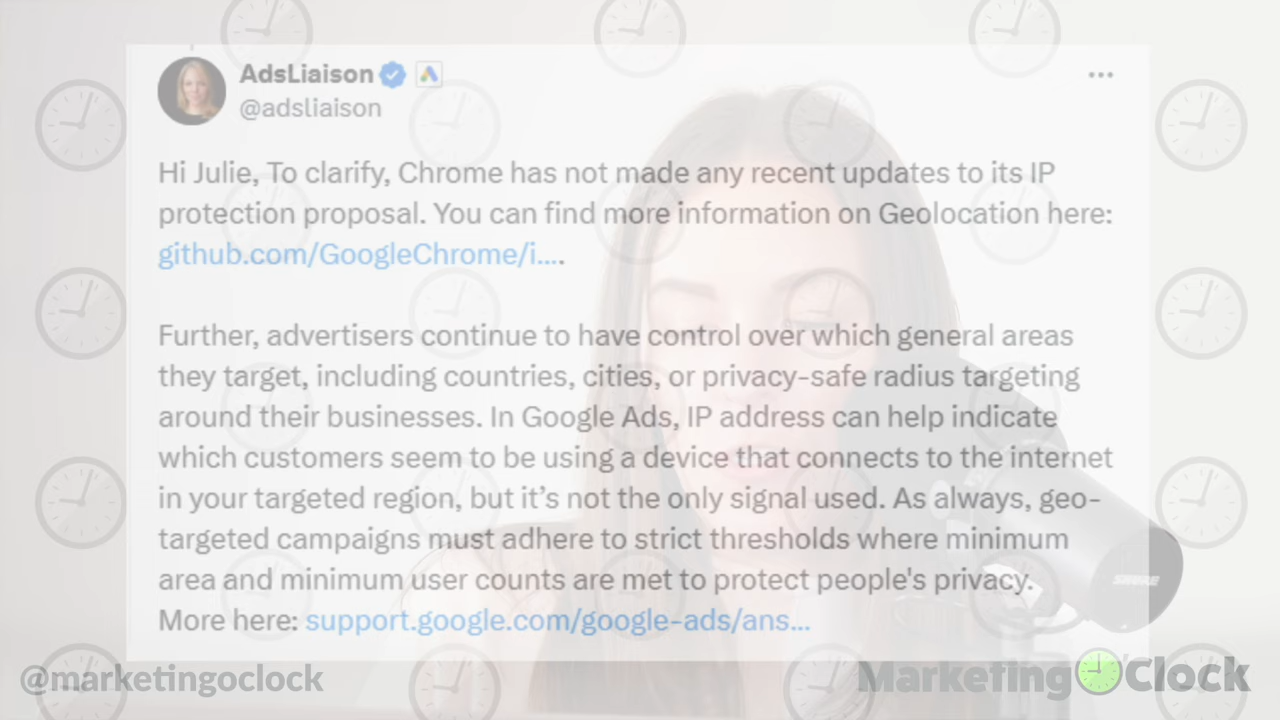 AdsLiaison
@adsliaison
Hi Julie, To clarify, Chrome has not made any recent updates to its IP
protection proposal. You can find more information on Geolocation here:
github.com/GoogleChrome/i....
Further, advertisers continue to have control over which general areas
they target, including countries, cities, or privacy-safe radius targeting
around their businesses. In Google Ads, IP address can help indicate
which customers seem to be using a device that connects to the internet
in your targeted region, but it’s not the only signal used. As always, geo-
targeted campaigns must adhere to strict thresholds where minimum
area and minimum user counts are met to protect people's privacy.
More here: support.google.com/google-ads/ans...
SHURE
@marketingoclock
Marketing O'Clock